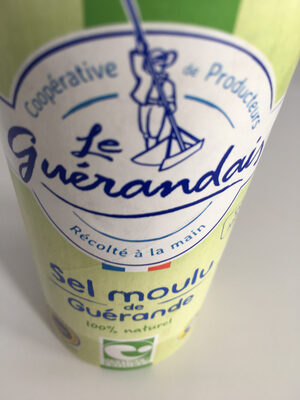 Coopérative de Producteurs
Le
Guérandais
Récolté à la main
Sel moulu
de
Guérande
100% naturel